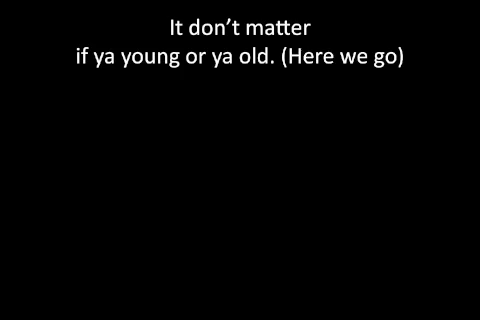 It don’t matter
if ya young or ya old. (Here we go)